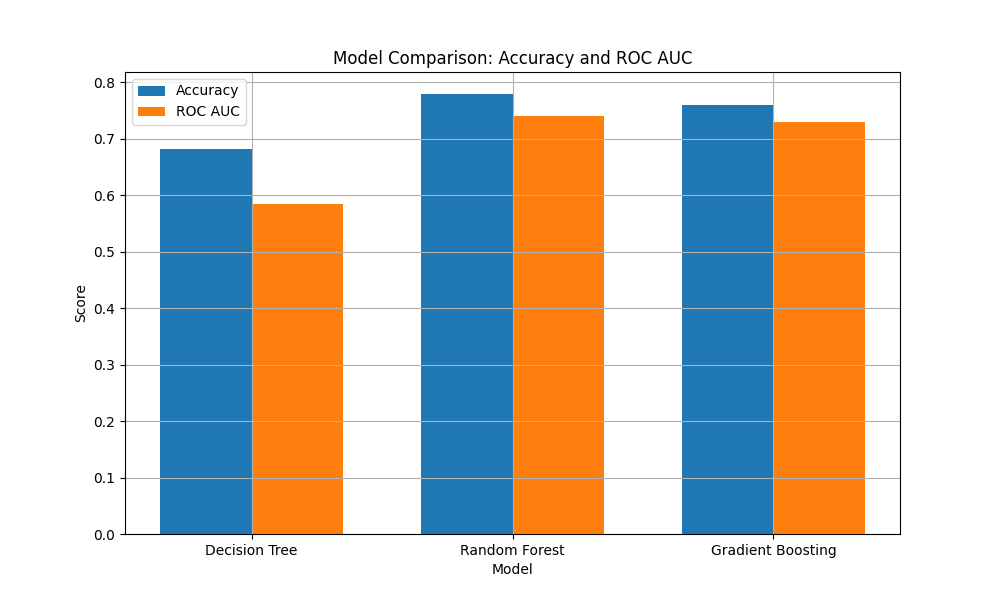 Model Comparison: Accuracy and ROC AUC
Accuracy
ROC AUC
0.8
0.7
0.6
0.5
0.4
0.3
0.2
0.1
0.0
Score
Decision Tree
Random Forest
Gradient Boosting
Model